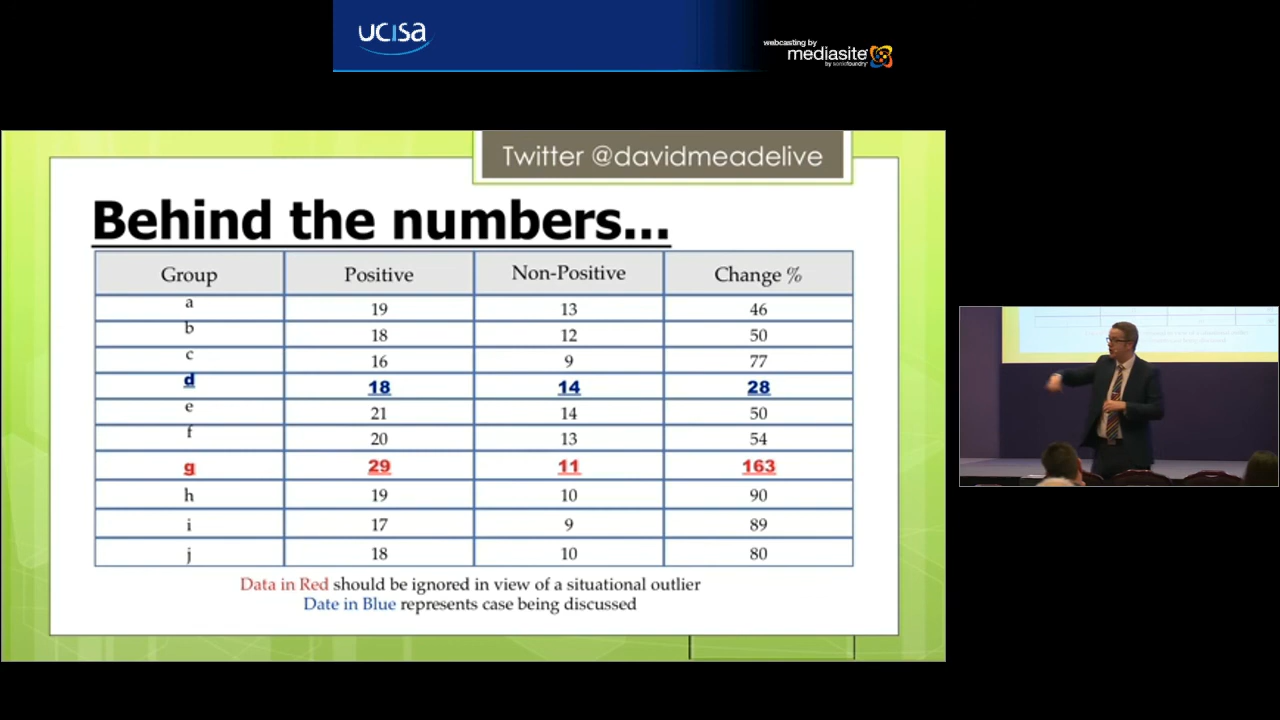 ucisa
webcasting by
mediasite
by sonicfoundry
Twitter @davidmeadelive
Behind the numbers...
Group Positive Non-Positive Change %
a 19 13 46
b 18 12 50
c 16 9 77
d 18 14 28
e 21 14 50
f 20 13 54
g 29 11 163
h 19 10 90
i 17 9 89
j 18 10 80
Data in Red should be ignored in view of a situational outlier
Date in Blue represents case being discussed